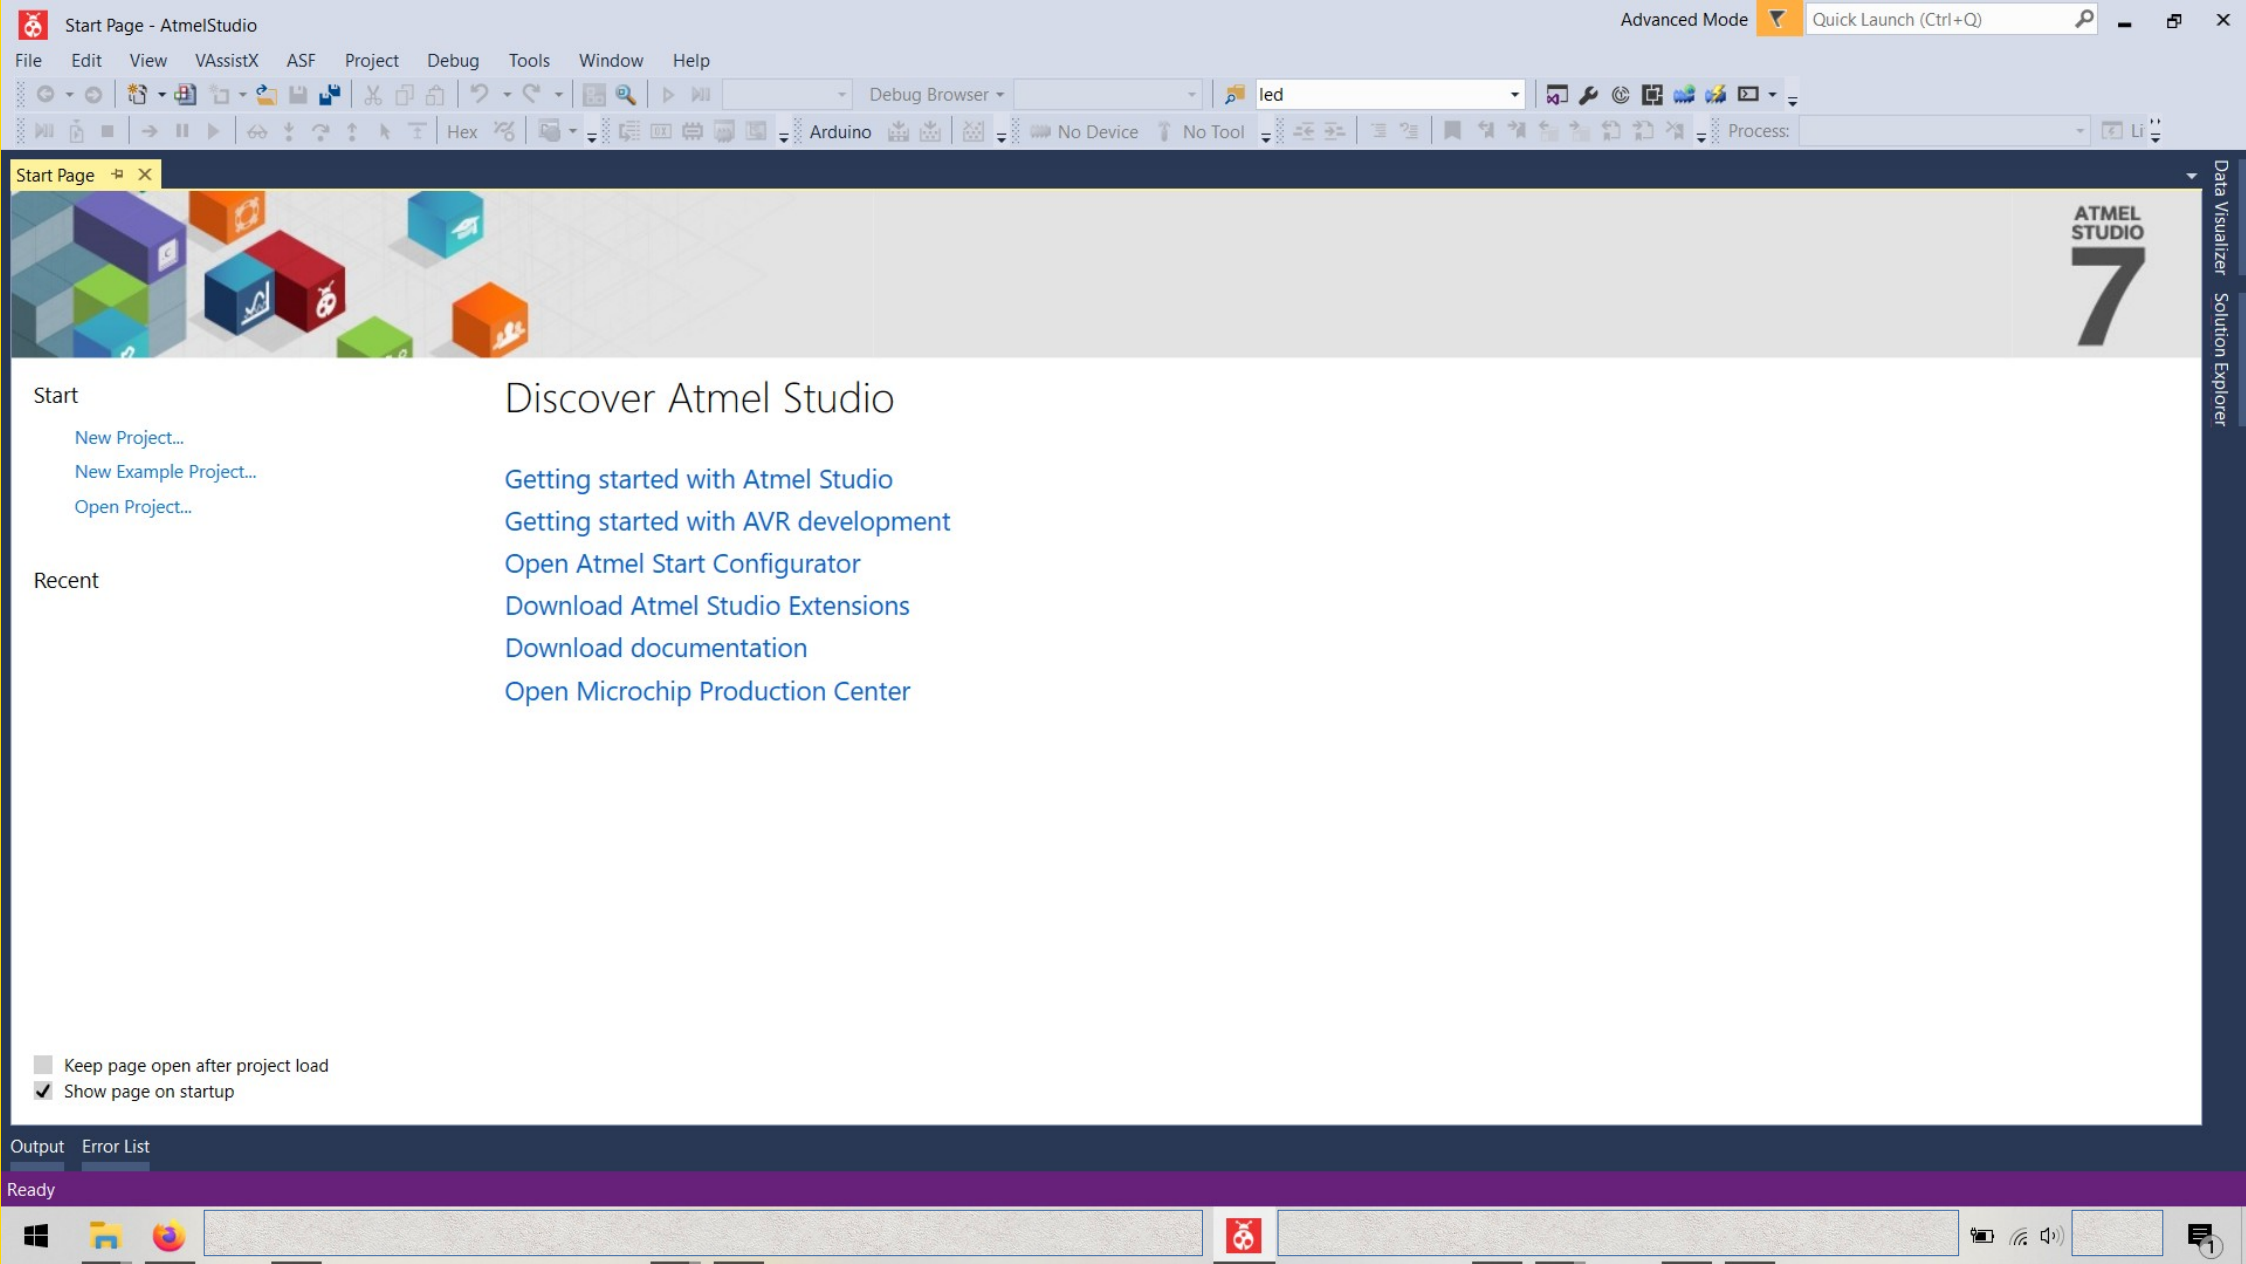 Start Page - AtmelStudio
Advanced Mode
Quick Launch (Ctrl+Q)
File Edit View VAssistX ASF Project Debug Tools Window Help
Debug Browser
led
Hex
Arduino
No Device
No Tool
Process:
Start Page
ATMEL
STUDIO
7
Data Visualizer
Solution Explorer
Start
New Project...
New Example Project...
Open Project...
Recent
Discover Atmel Studio
Getting started with Atmel Studio
Getting started with AVR development
Open Atmel Start Configurator
Download Atmel Studio Extensions
Download documentation
Open Microchip Production Center
Keep page open after project load
Show page on startup
Output Error List
Ready
1